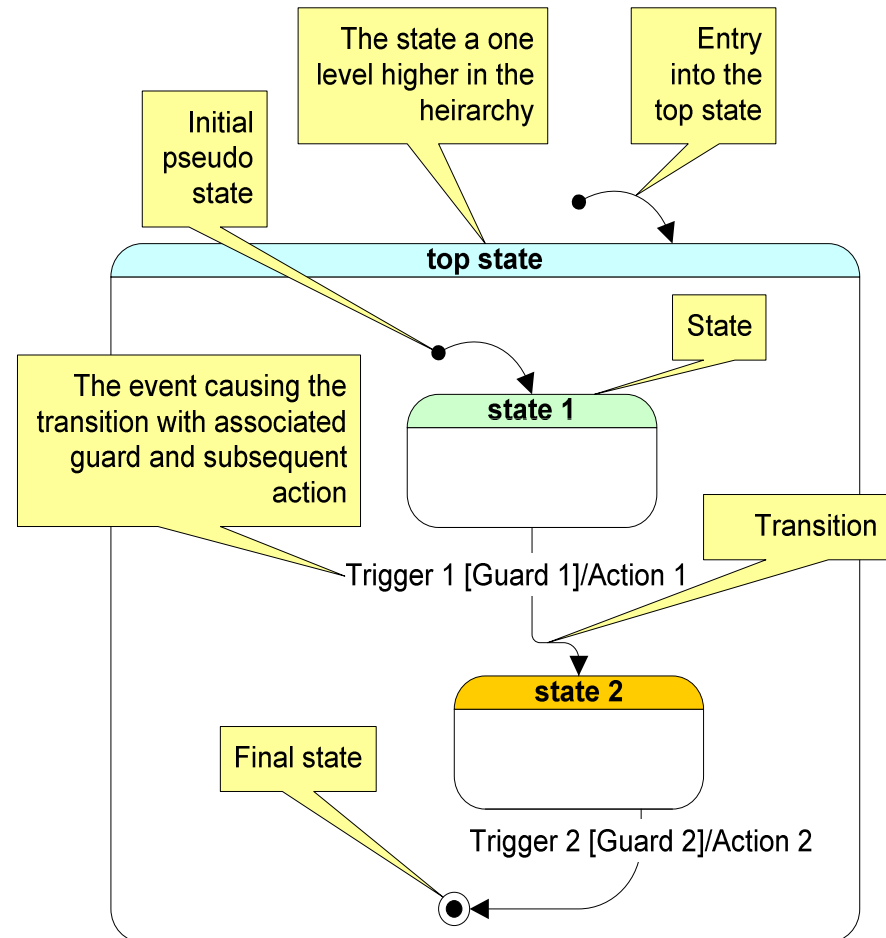 The state a one
level higher in the
heirarchy
Entry
into the
top state
Initial
pseudo
state
top state
State
The event causing the
transition with associated
guard and subsequent
action
state 1
Transition
Trigger 1 [Guard 1]/Action 1
state 2
Final state
Trigger 2 [Guard 2]/Action 2